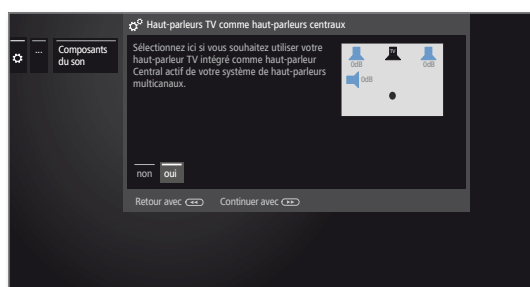 Haut-parleurs TV comme haut-parleurs centraux
...
Composants
du son
Sélectionnez ici si vous souhaitez utiliser votre
haut-parleur TV intégré comme haut-parleur
Central actif de votre système de haut-parleurs
multicanaux.
TV
0dB
0dB
0dB
non oui
Retour avec Continuer avec